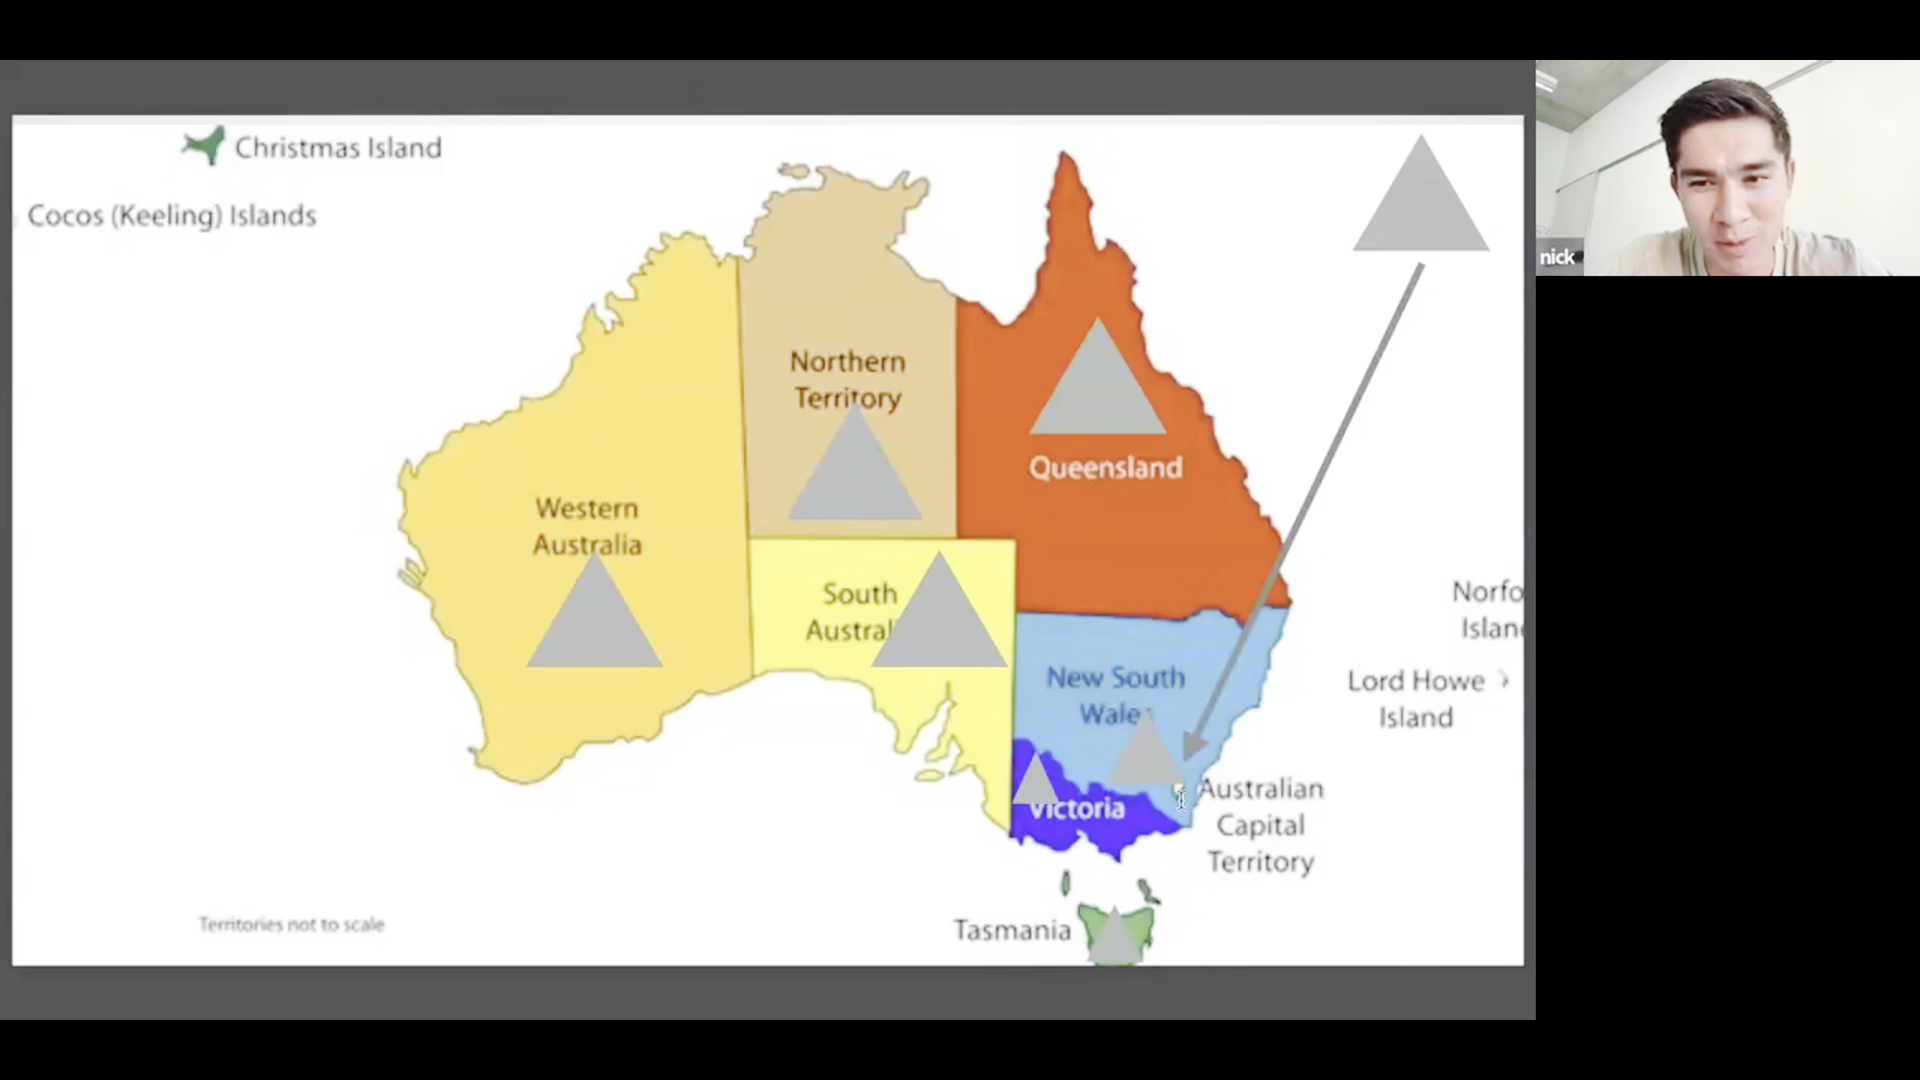 Christmas Island
Cocos (Keeling) Islands
Northern
Territory
Queensland
Western
Australia
South
Austral
New South
Wale
Victoria
Norfo
Islan
Lord Howe
Island
Australian
Capital
Territory
Tasmania
Territories not to scale
nick